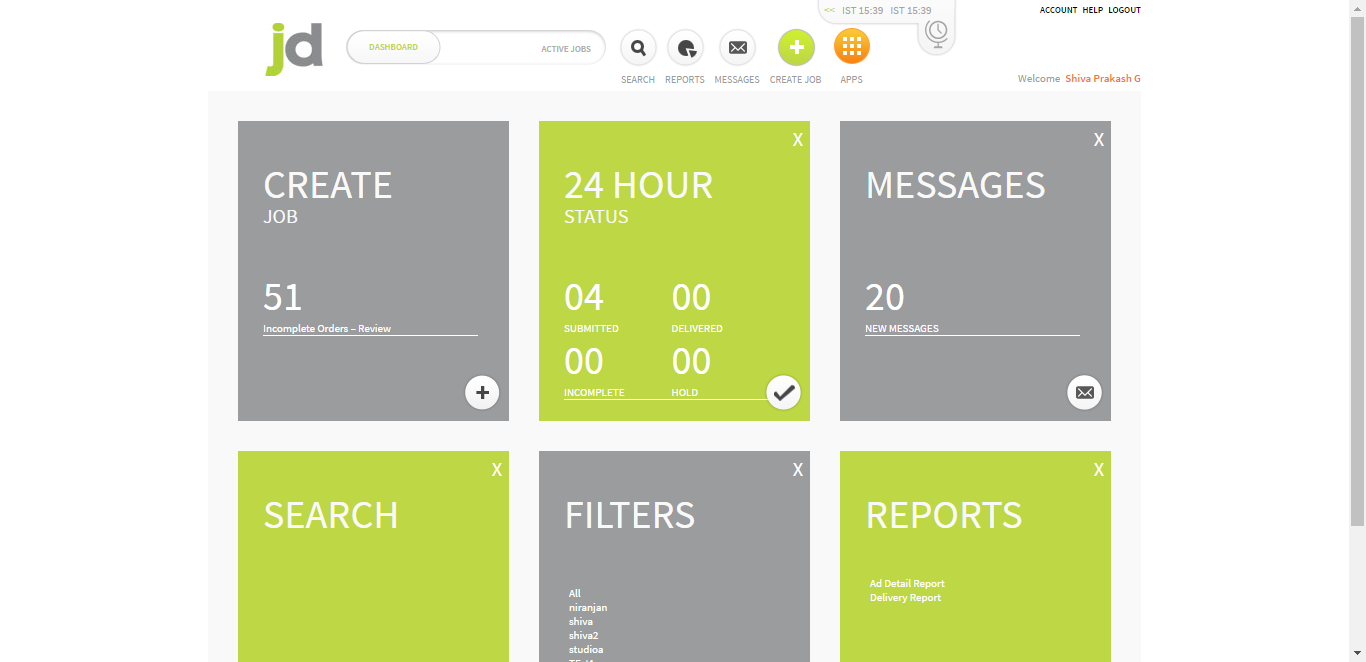 << IST 15:39 IST 15:39
ACCOUNT HELP LOGOUT
jd
DASHBOARD
ACTIVE JOBS
SEARCH REPORTS MESSAGES CREATE JOB APPS
Welcome Shiva Prakash G
CREATE
JOB
51
Incomplete Orders – Review
X
24 HOUR
STATUS
04 00
SUBMITTED DELIVERED
00 00
INCOMPLETE HOLD
X
MESSAGES
20
NEW MESSAGES
X
SEARCH
X
FILTERS
All
niranjan
shiva
shiva2
studioa
X
REPORTS
Ad Detail Report
Delivery Report